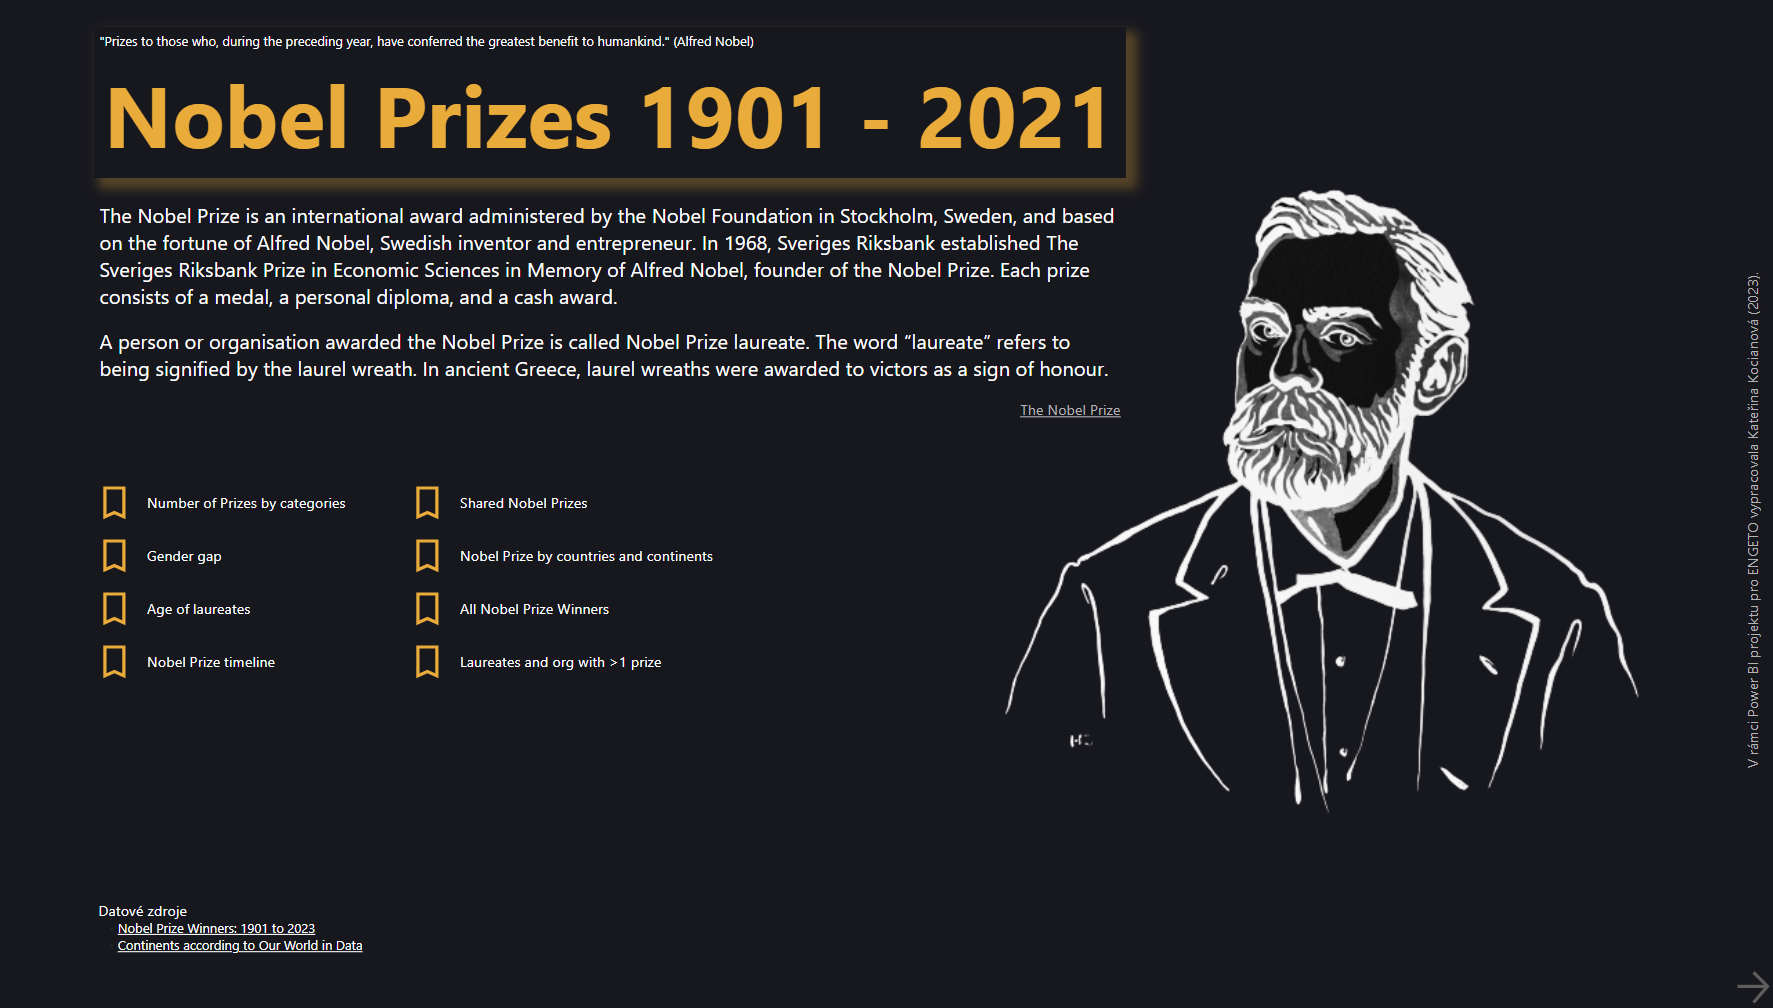 "Prizes to those who, during the preceding year, have conferred the greatest benefit to humankind." (Alfred Nobel)
Nobel Prizes 1901 - 2021
The Nobel Prize is an international award administered by the Nobel Foundation in Stockholm, Sweden, and based
on the fortune of Alfred Nobel, Swedish inventor and entrepreneur. In 1968, Sveriges Riksbank established The
Sveriges Riksbank Prize in Economic Sciences in Memory of Alfred Nobel, founder of the Nobel Prize. Each prize
consists of a medal, a personal diploma, and a cash award.
A person or organisation awarded the Nobel Prize is called Nobel Prize laureate. The word “laureate” refers to
being signified by the laurel wreath. In ancient Greece, laurel wreaths were awarded to victors as a sign of honour.
The Nobel Prize
Number of Prizes by categories
Gender gap
Age of laureates
Nobel Prize timeline
Shared Nobel Prizes
Nobel Prize by countries and continents
All Nobel Prize Winners
Laureates and org with >1 prize
V rámci Power BI projektu pro ENGETO vypracovala Kateřina Kocianová (2023).
Datové zdroje
Nobel Prize Winners: 1901 to 2023
Continents according to Our World in Data